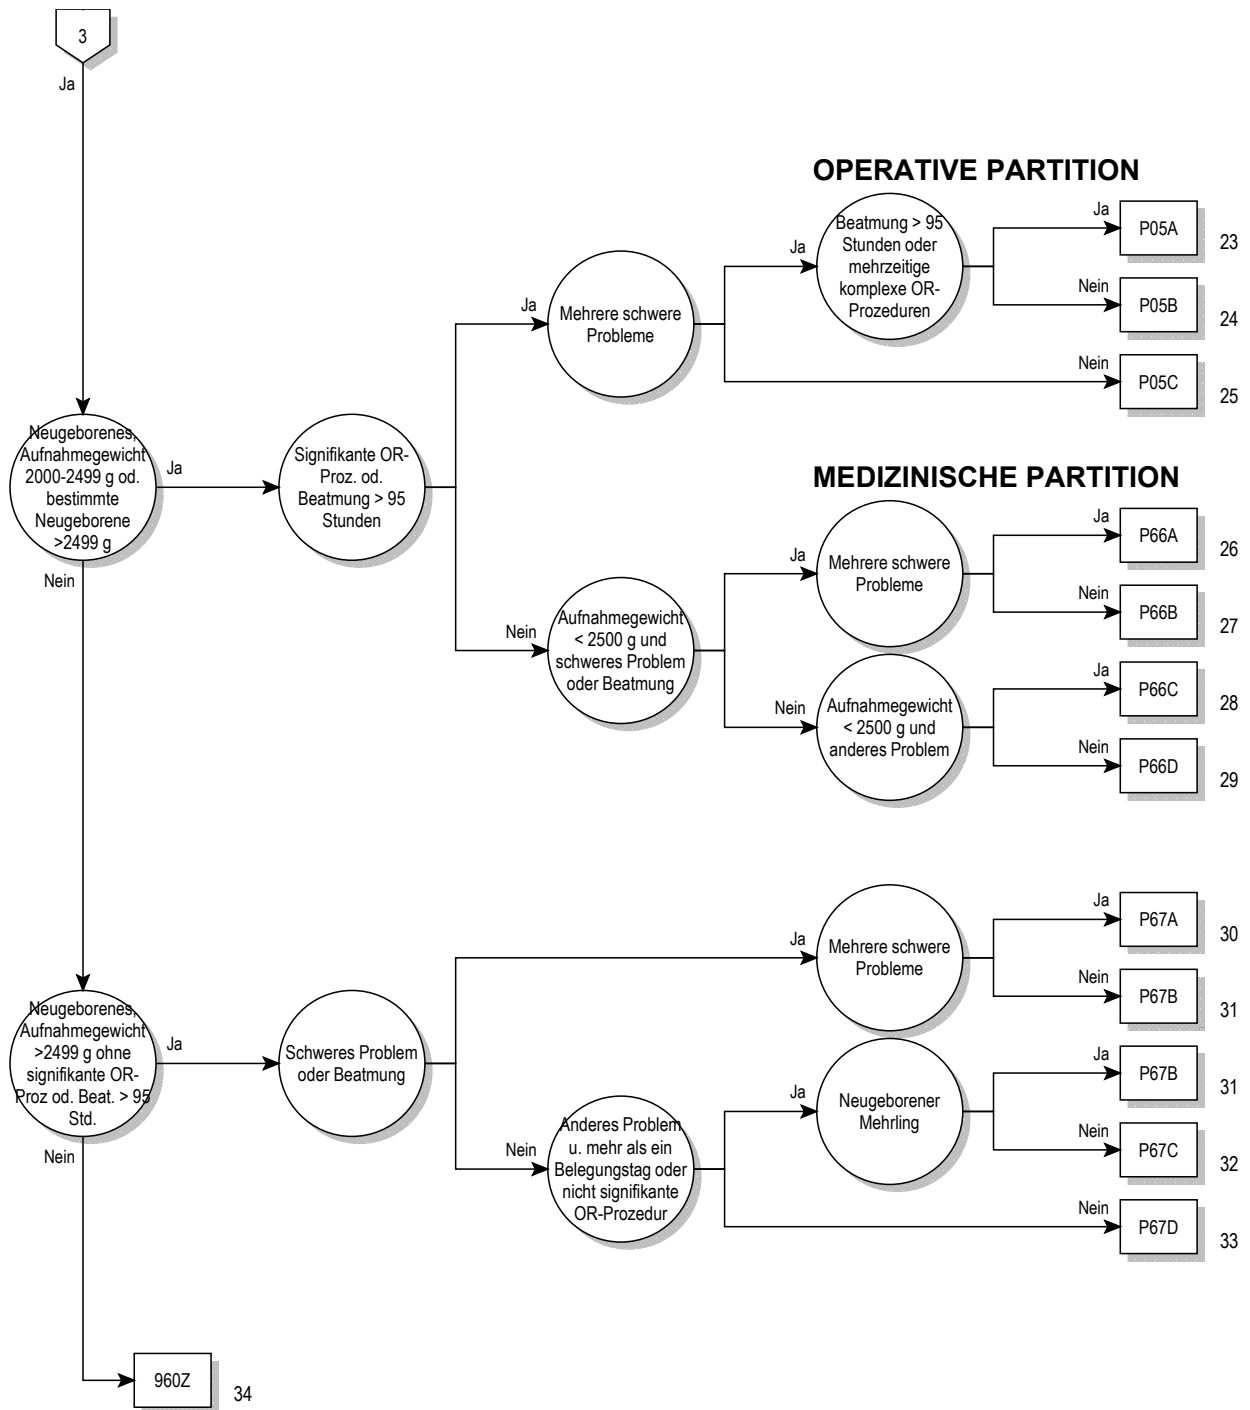 3
Ja
OPERATIVE PARTITION
Beatmung > 95
Stunden oder
mehrzeitige
komplexe OR-
Prozeduren
Ja
P05A
23
Ja
Nein
P05B
24
Ja
Mehrere schwere
Probleme
Nein
P05C
25
Neugeborenes,
Aufnahmegewicht
2000-2499 g od.
bestimmte
Neugeborene
>2499 g
Ja
Signifikante OR-
Proz. od.
Beatmung > 95
Stunden
MEDIZINISCHE PARTITION
Ja
Mehrere schwere
Probleme
Ja
P66A
26
Nein
P66B
27
Nein
Nein
Aufnahmegewicht
< 2500 g und
schweres Problem
oder Beatmung
Nein
Aufnahmegewicht
< 2500 g und
anderes Problem
Ja
P66C
28
Nein
P66D
29
Ja
Mehrere schwere
Probleme
Ja
P67A
30
Nein
P67B
31
Neugeborenes,
Aufnahmegewicht
>2499 g ohne
signifikante OR-
Proz od. Beat. > 95
Std.
Ja
Schweres Problem
oder Beatmung
Nein
Anderes Problem
u. mehr als ein
Belegungstag oder
nicht signifikante
OR-Prozedur
Ja
Neugeborener
Mehrling
Ja
P67B
31
Nein
P67C
32
Nein
P67D
33
Nein
960Z
34